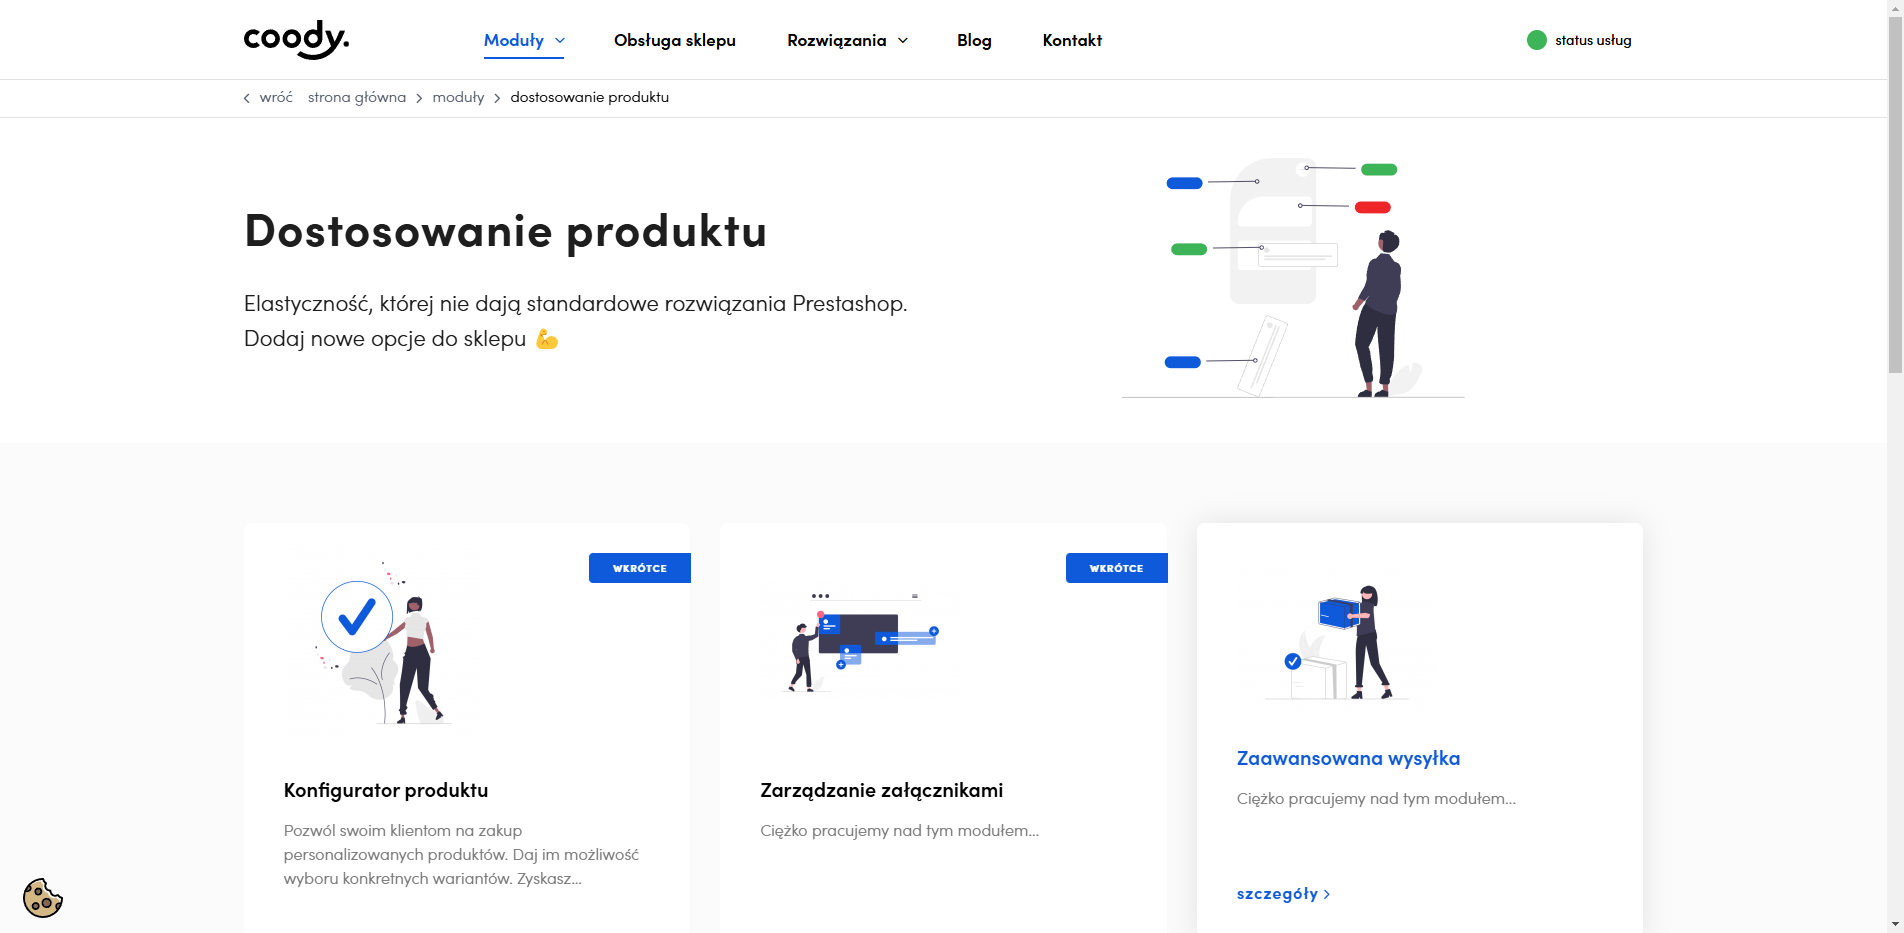 coody.
Moduły
Obsługa sklepu
Rozwiązania
Blog
Kontakt
status usług
wróć
strona główna
moduły
dostosowanie produktu
Dostosowanie produktu
Elastyczność, której nie dają standardowe rozwiązania Prestashop.
Dodaj nowe opcje do sklepu 💪
WKRÓTCE
Konfigurator produktu
Pozwól swoim klientom na zakup
personalizowanych produktów. Daj im możliwość
wyboru konkretnych wariantów. Zyskasz...
WKRÓTCE
Zarządzanie załącznikami
Ciężko pracujemy nad tym modułem...
Zaawansowana wysyłka
Ciężko pracujemy nad tym modułem...
szczegóły